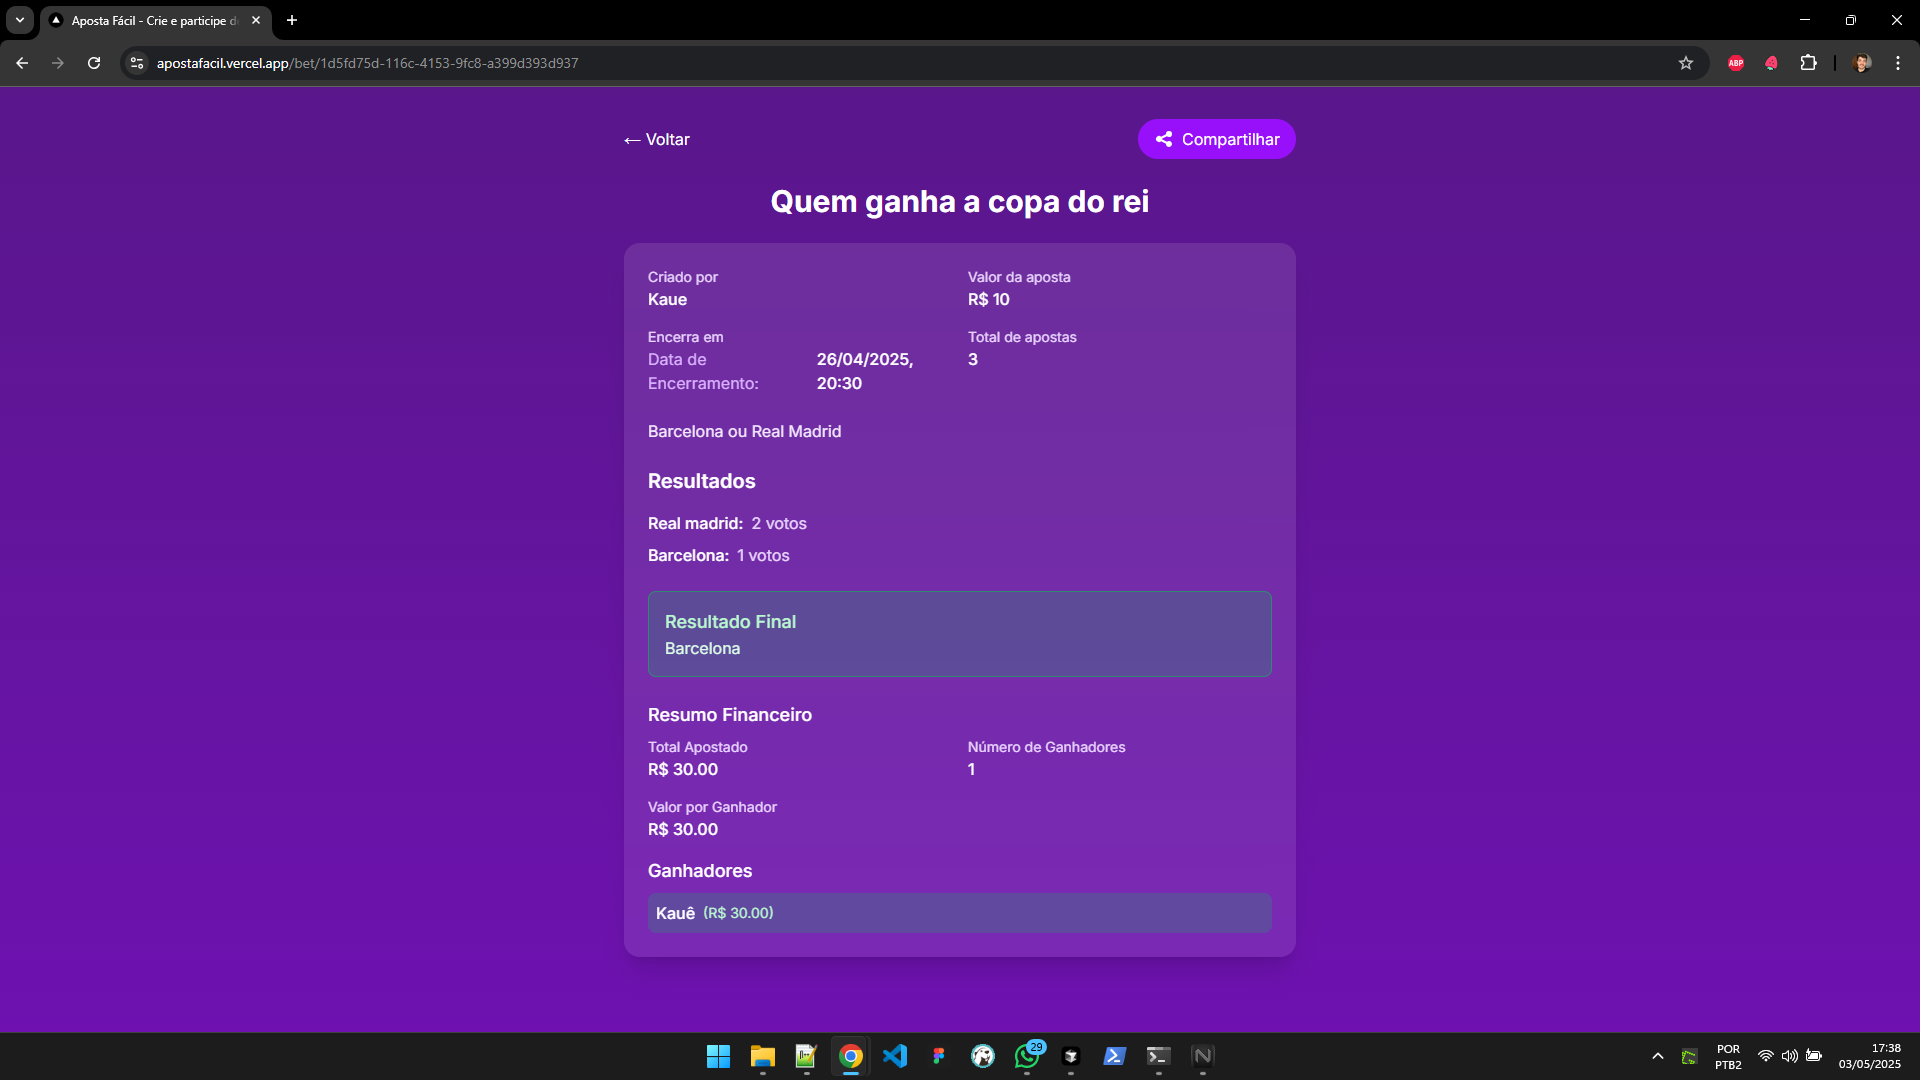 Aposta Fácil - Crie e participe d
apostafacil.vercel.app/bet/1d5fd75d-116c-4153-9fc8-a399d393d937
ABP
← Voltar
Compartilhar
Quem ganha a copa do rei
Criado por
Kaue
Valor da aposta
R$ 10
Encerra em
Data de Encerramento:
26/04/2025, 20:30
Total de apostas
3
Barcelona ou Real Madrid
Resultados
Real madrid: 2 votos
Barcelona: 1 votos
Resultado Final
Barcelona
Resumo Financeiro
Total Apostado
R$ 30.00
Número de Ganhadores
1
Valor por Ganhador
R$ 30.00
Ganhadores
Kauê (R$ 30.00)
29
POR
PTB2
17:38
03/05/2025